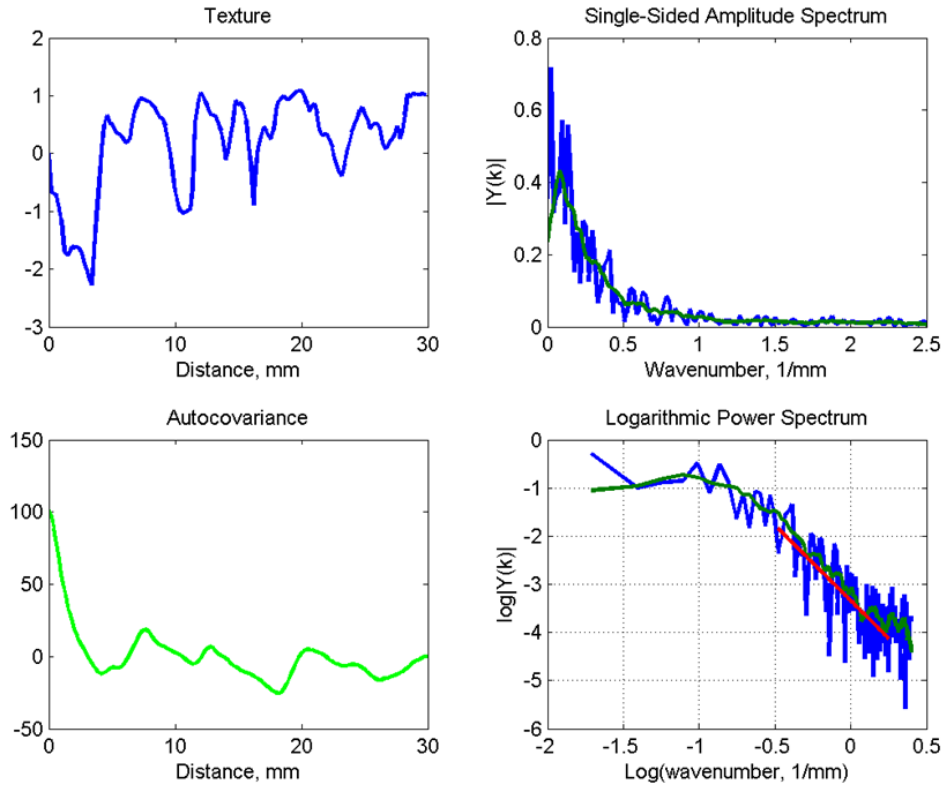 Texture
2
1
0
-1
-2
-3
0 10 20 30
Distance, mm
Single-Sided Amplitude Spectrum
|Y(k)|
0.8
0.6
0.4
0.2
0
0 0.5 1 1.5 2 2.5
Wavenumber, 1/mm
Autocovariance
150
100
50
0
-50
0 10 20 30
Distance, mm
Logarithmic Power Spectrum
log|Y(k)|
0
-1
-2
-3
-4
-5
-6
-2 -1.5 -1 -0.5 0 0.5
Log(wavenumber, 1/mm)